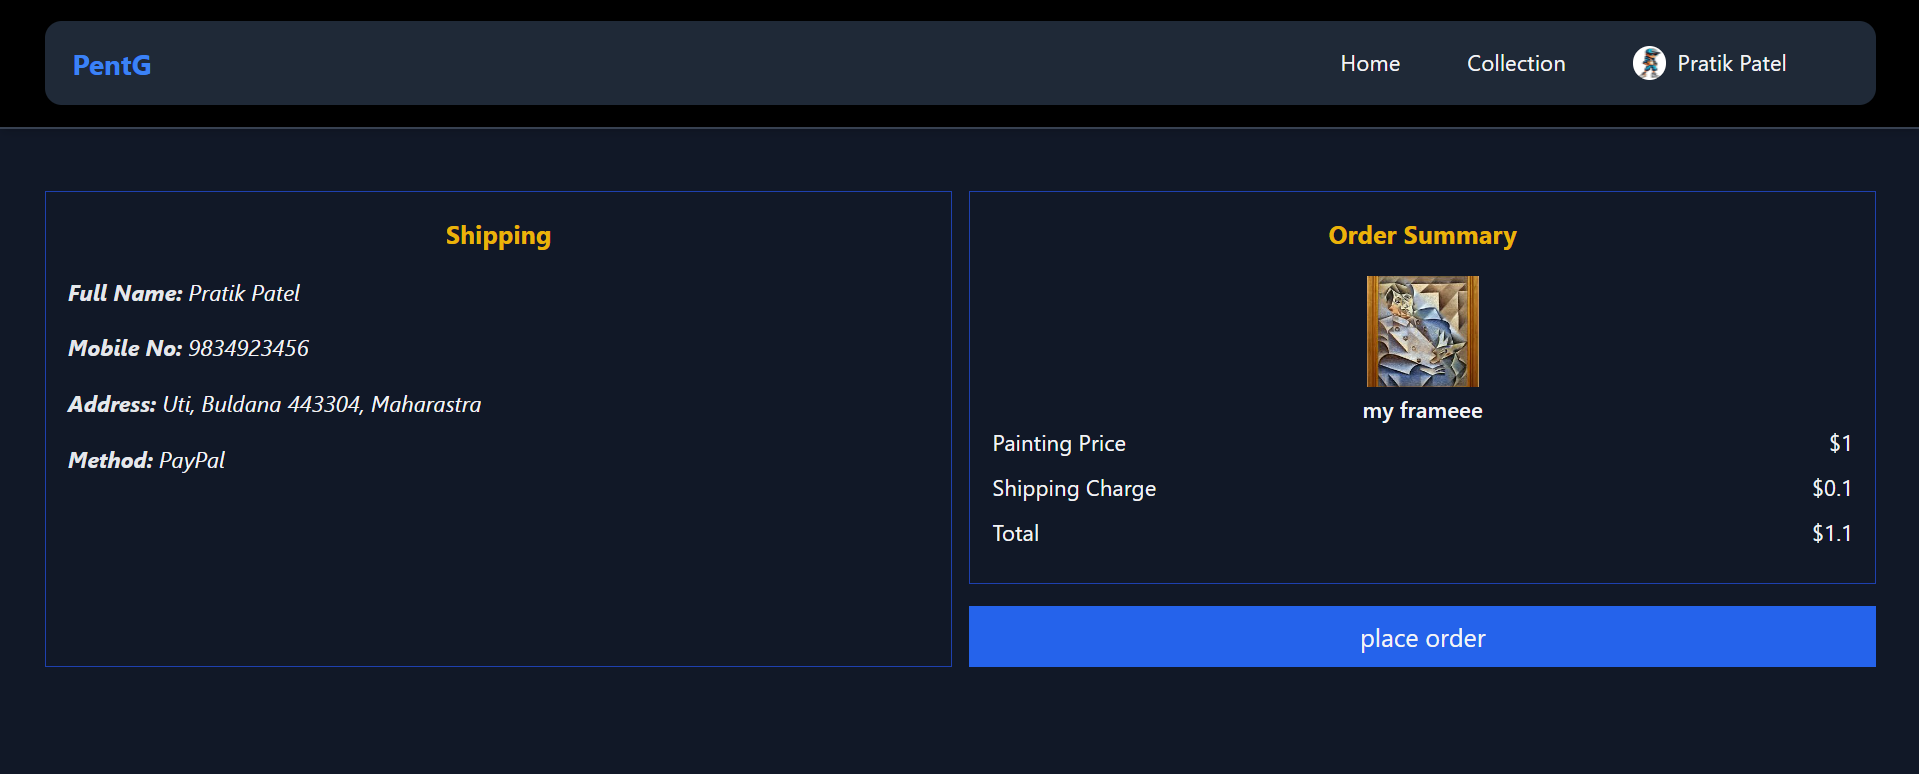 PentG
Home
Collection
Pratik Patel
Shipping
Full Name: Pratik Patel
Mobile No: 9834923456
Address: Uti, Buldana 443304, Maharastra
Method: PayPal
Order Summary
my frameee
Painting Price $1
Shipping Charge $0.1
Total $1.1
place order